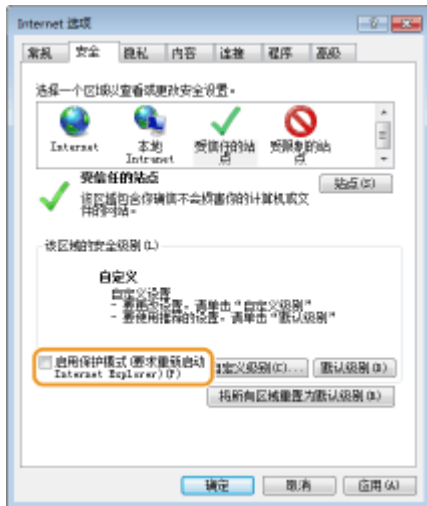 Internet 选项
常规 安全 隐私 内容 连接 程序 高级
选择一个区域以查看或更改安全设置。
Internet 本地 Intranet 受信任的站点 受限制的站点
受信任的站点
站点(S)
该区域包含你确信不会损害你的计算机或文
件的网站。
该区域的安全级别(L)
自定义
自定义设置
- 要更改设置，请单击“自定义级别”
- 要使用推荐的设置，请单击“默认级别”
启用保护模式(要求重新启动
Internet Explorer)(P)
自定义级别(C)... 默认级别(D)
将所有区域重置为默认级别(R)
确定 取消 应用(A)